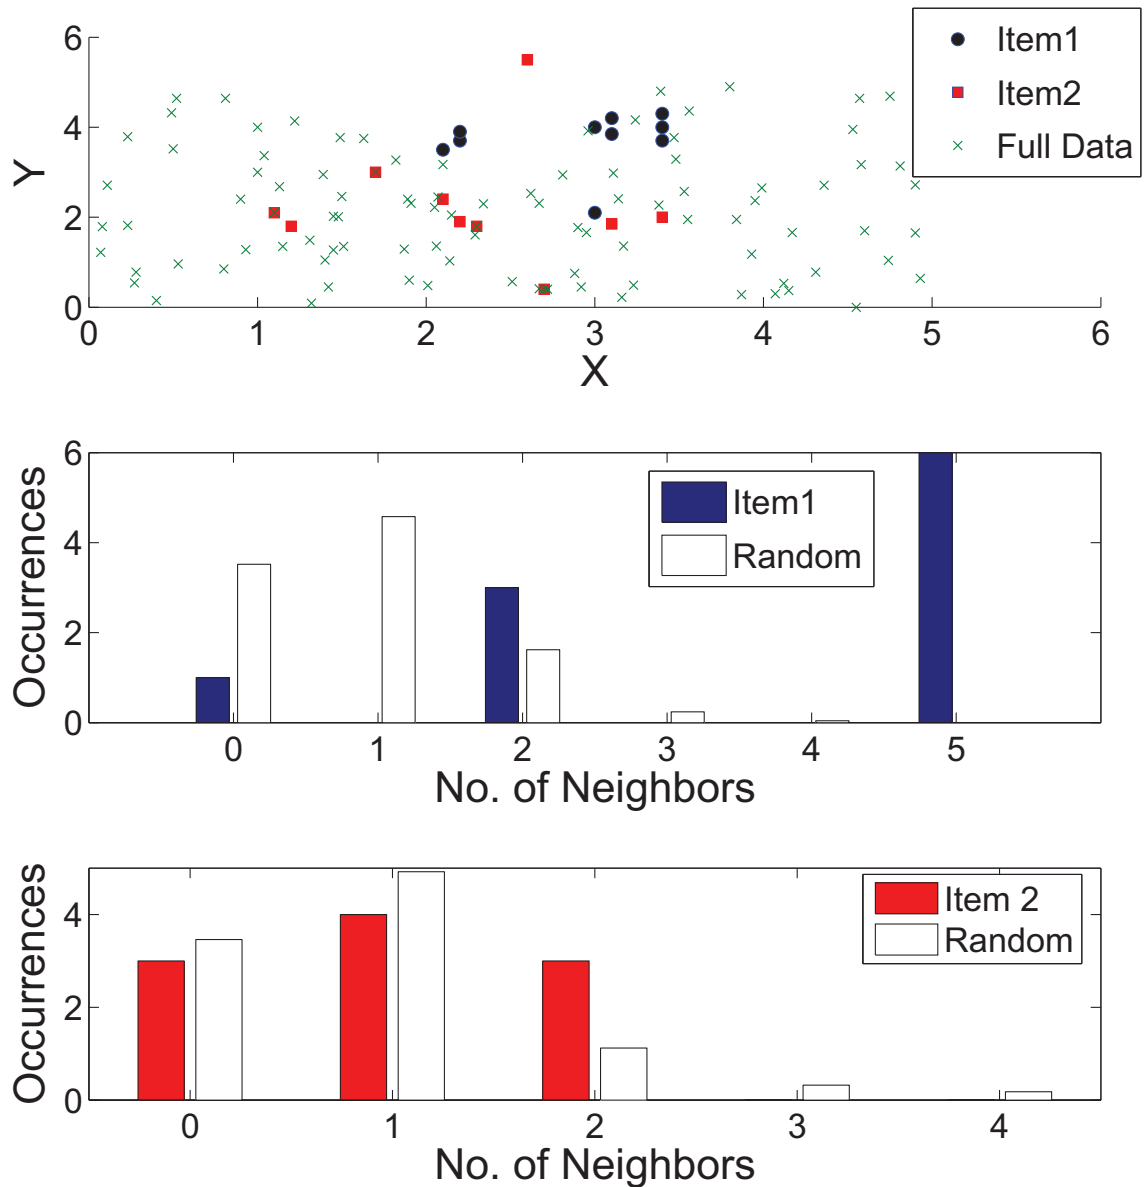 Item1
Item2
Full Data
6
4
2
0
Y
0 1 2 3 4 5 6
X
6
4
2
0
Occurrences
Item1
Random
0 1 2 3 4 5
No. of Neighbors
4
2
0
Occurrences
Item 2
Random
0 1 2 3 4
No. of Neighbors